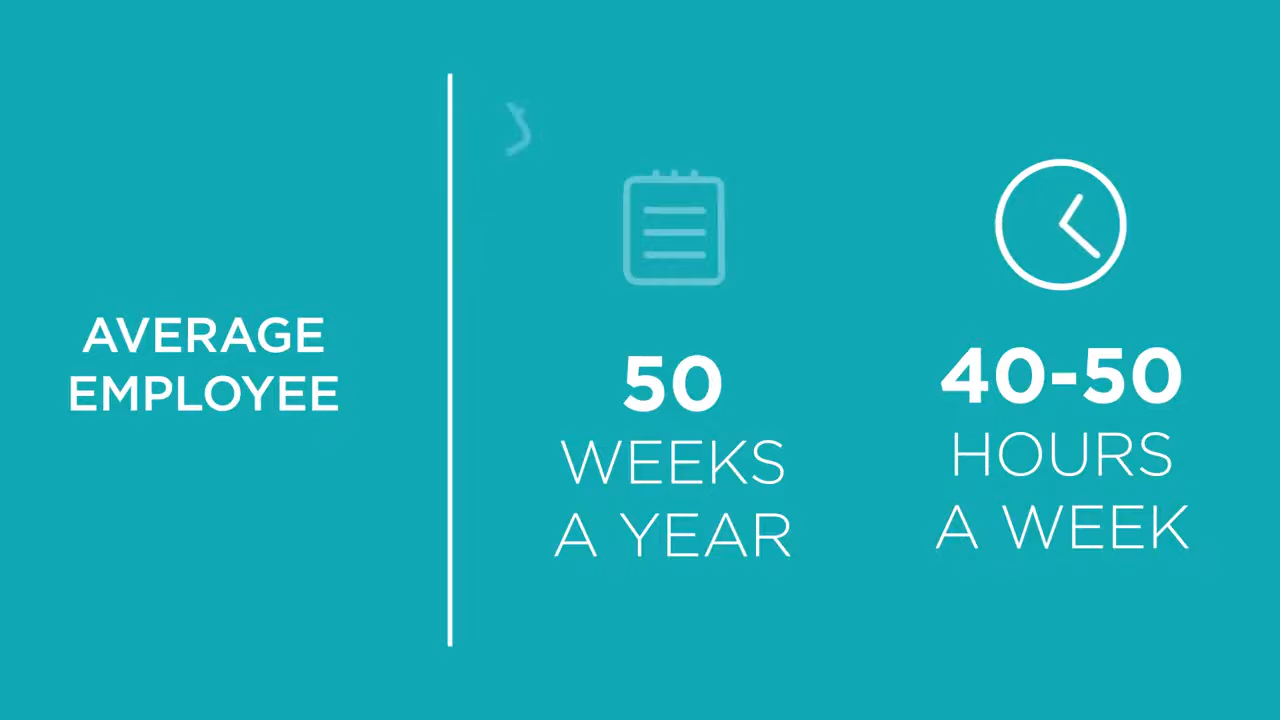 AVERAGE
EMPLOYEE
50
WEEKS
A YEAR
40-50
HOURS
A WEEK